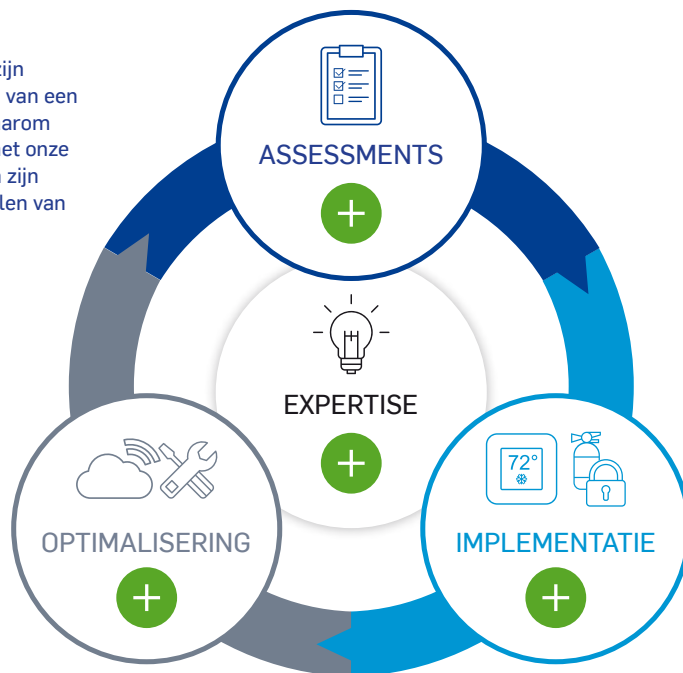 zijn
van een
arom
et onze
zijn
len van
ASSESSMENTS
EXPERTISE
72°
OPTIMALISERING
IMPLEMENTATIE